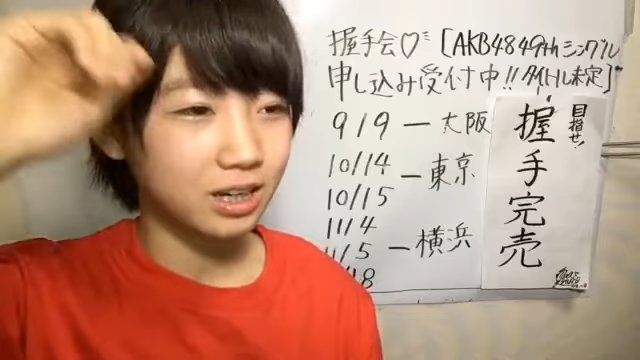 握手会♡ [AKB48 49thシングル
申し込み受付中!! タイトル未定]
9/9 ー 大阪
10/14 ー 東京
10/15
11/4
11/5 ー 横浜
/18
目指せ!
握手完売